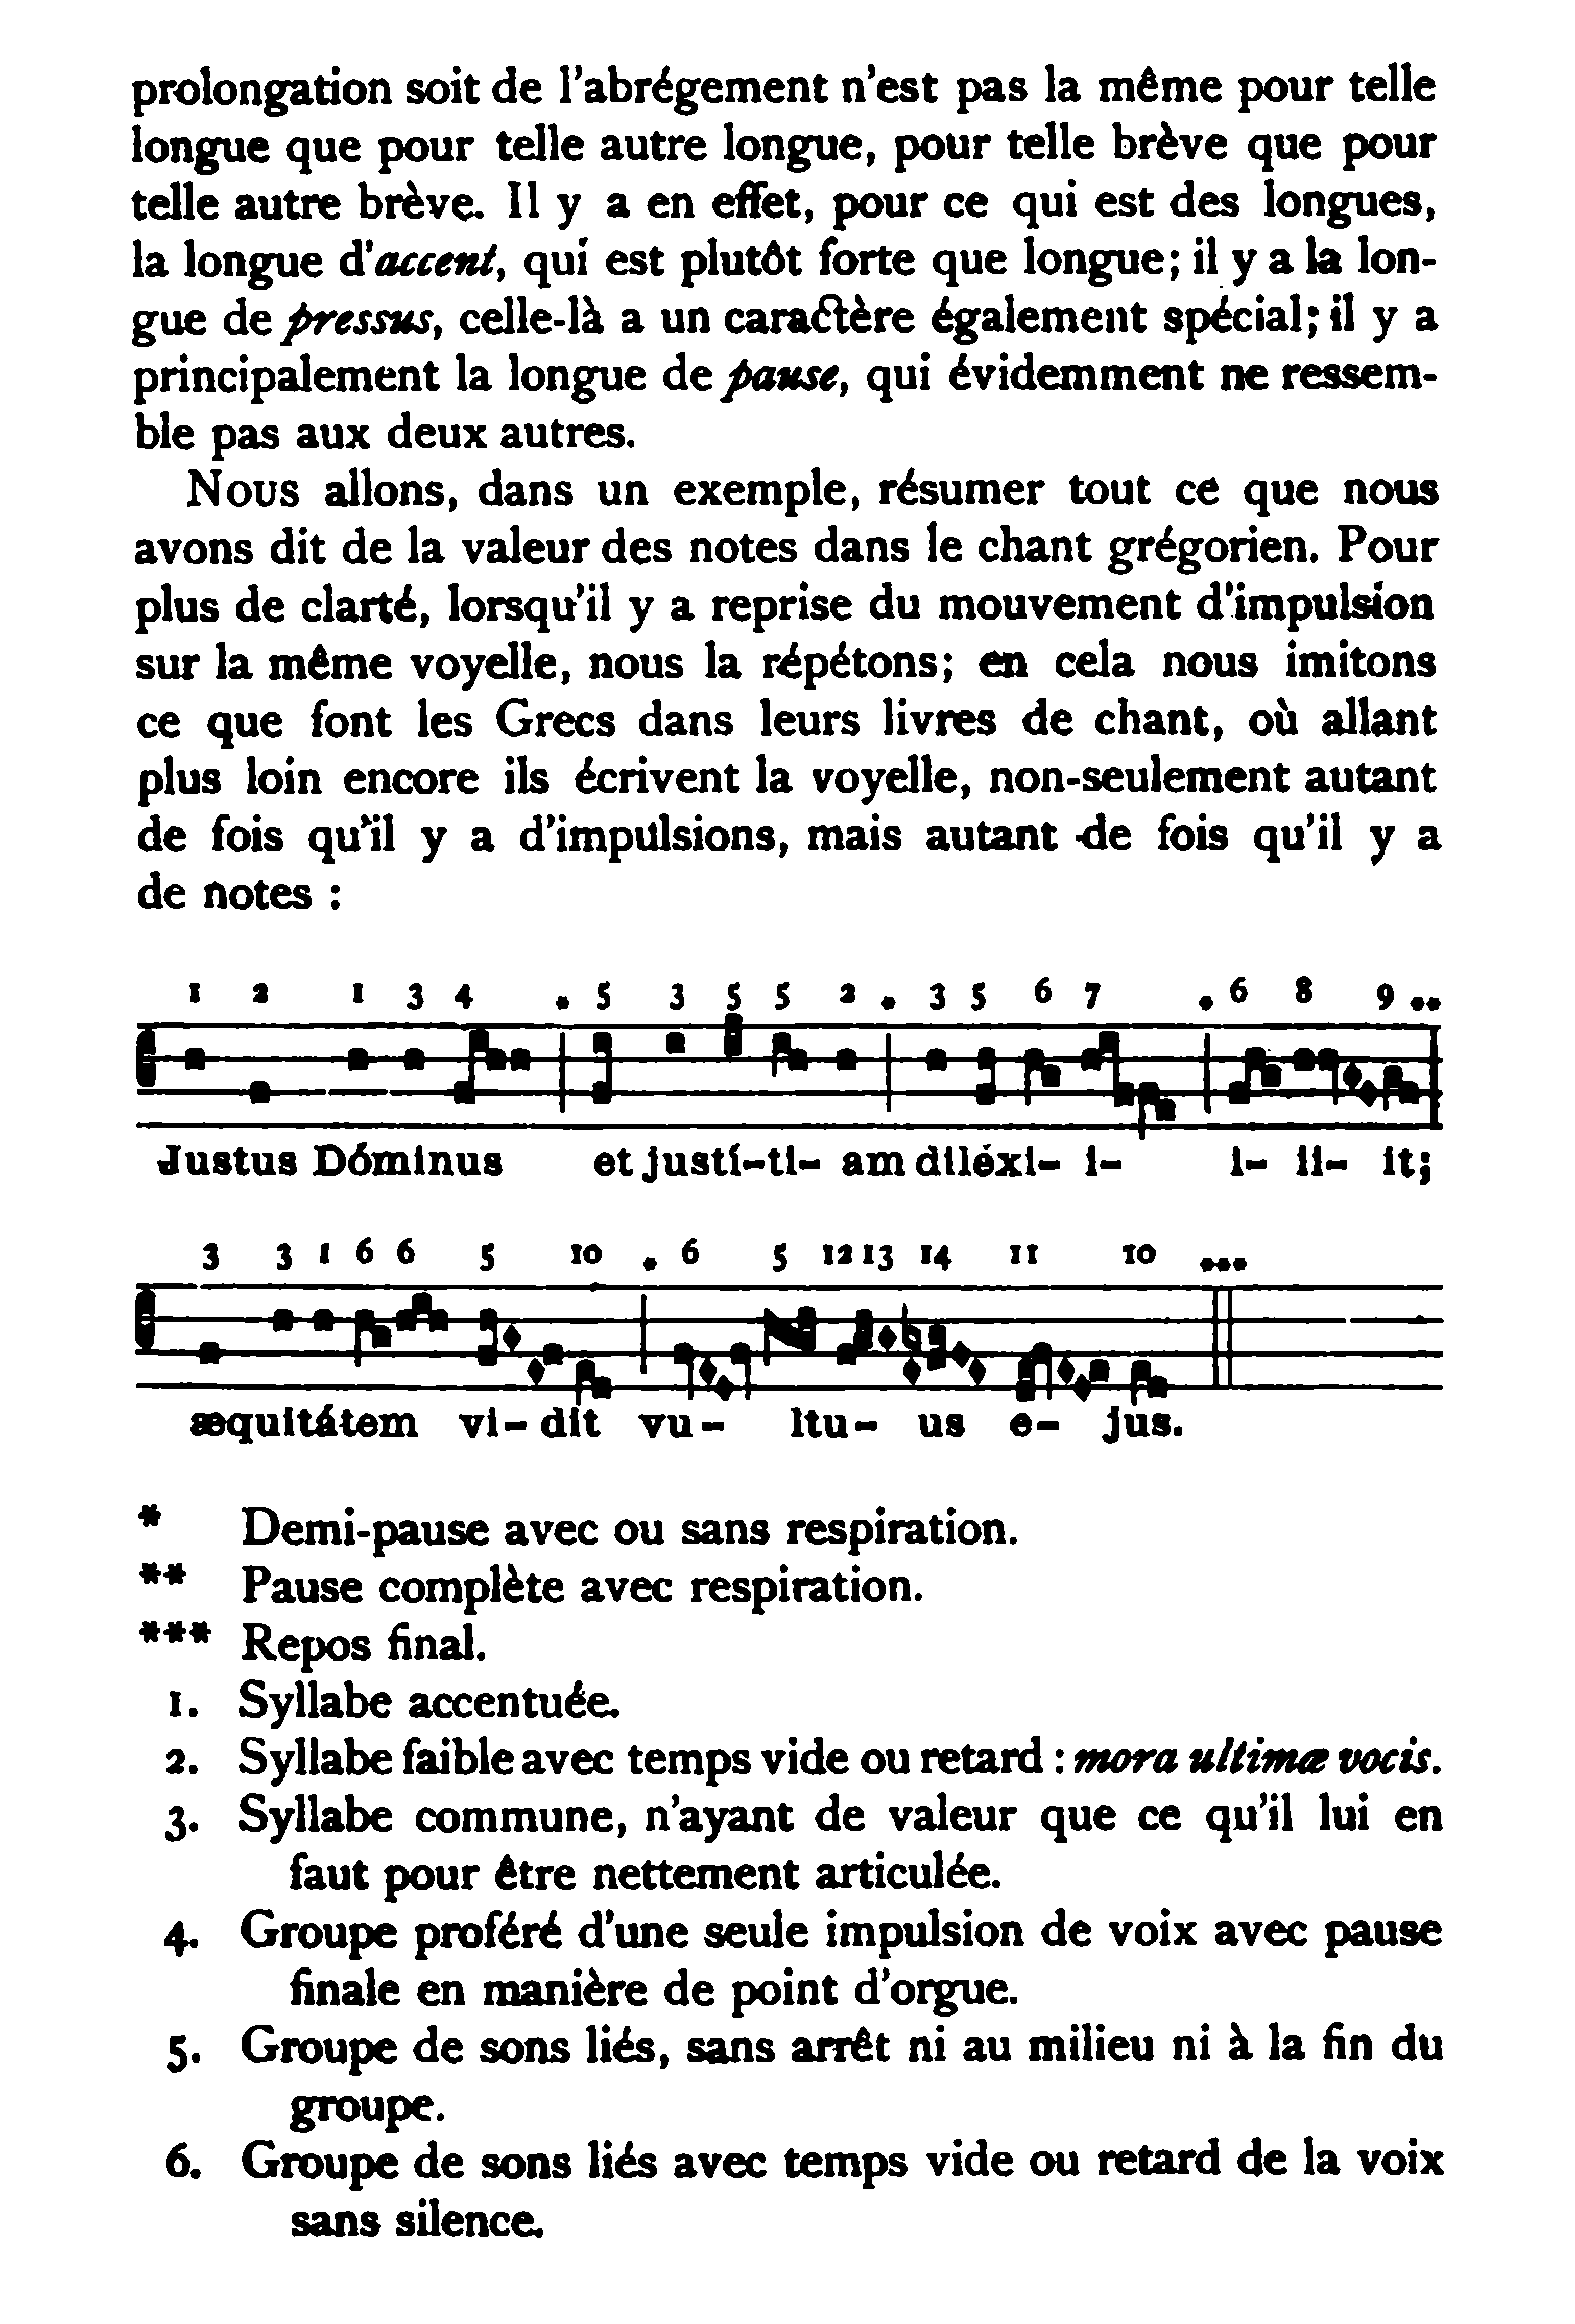 prolongation soit de l'abrégement n'est pas la même pour telle
longue que pour telle autre longue, pour telle brève que pour
telle autre brève. Il y a en effet, pour ce qui est des longues,
la longue d'accent, qui est plutôt forte que longue; il y a la lon-
gue de pressus, celle-là a un caractère également spécial; il y a
principalement la longue de pause, qui évidemment ne ressem-
ble pas aux deux autres.
Nous allons, dans un exemple, résumer tout ce que nous
avons dit de la valeur des notes dans le chant grégorien. Pour
plus de clarté, lorsqu'il y a reprise du mouvement d'impulsion
sur la même voyelle, nous la répétons; en cela nous imitons
ce que font les Grecs dans leurs livres de chant, où allant
plus loin encore ils écrivent la voyelle, non-seulement autant
de fois qu'il y a d'impulsions, mais autant de fois qu'il y a
de notes :
1 2 1 3 4 * 5 3 5 5 2 * 3 5 6 7 * 6 8 9 **
Justus Dóminus et justí-ti- am diléxi- i- i- ii- it;
3 3 1 6 6 5 10 * 6 5 12 13 14 11 10 ***
æquitátem vi- dit vu- ltu- us e- jus.
* Demi-pause avec ou sans respiration.
** Pause complète avec respiration.
*** Repos final.
1. Syllabe accentuée.
2. Syllabe faible avec temps vide ou retard : mora ultimæ vocis.
3. Syllabe commune, n'ayant de valeur que ce qu'il lui en
faut pour être nettement articulée.
4. Groupe proféré d'une seule impulsion de voix avec pause
finale en manière de point d'orgue.
5. Groupe de sons liés, sans arrêt ni au milieu ni à la fin du
groupe.
6. Groupe de sons liés avec temps vide ou retard de la voix
sans silence.